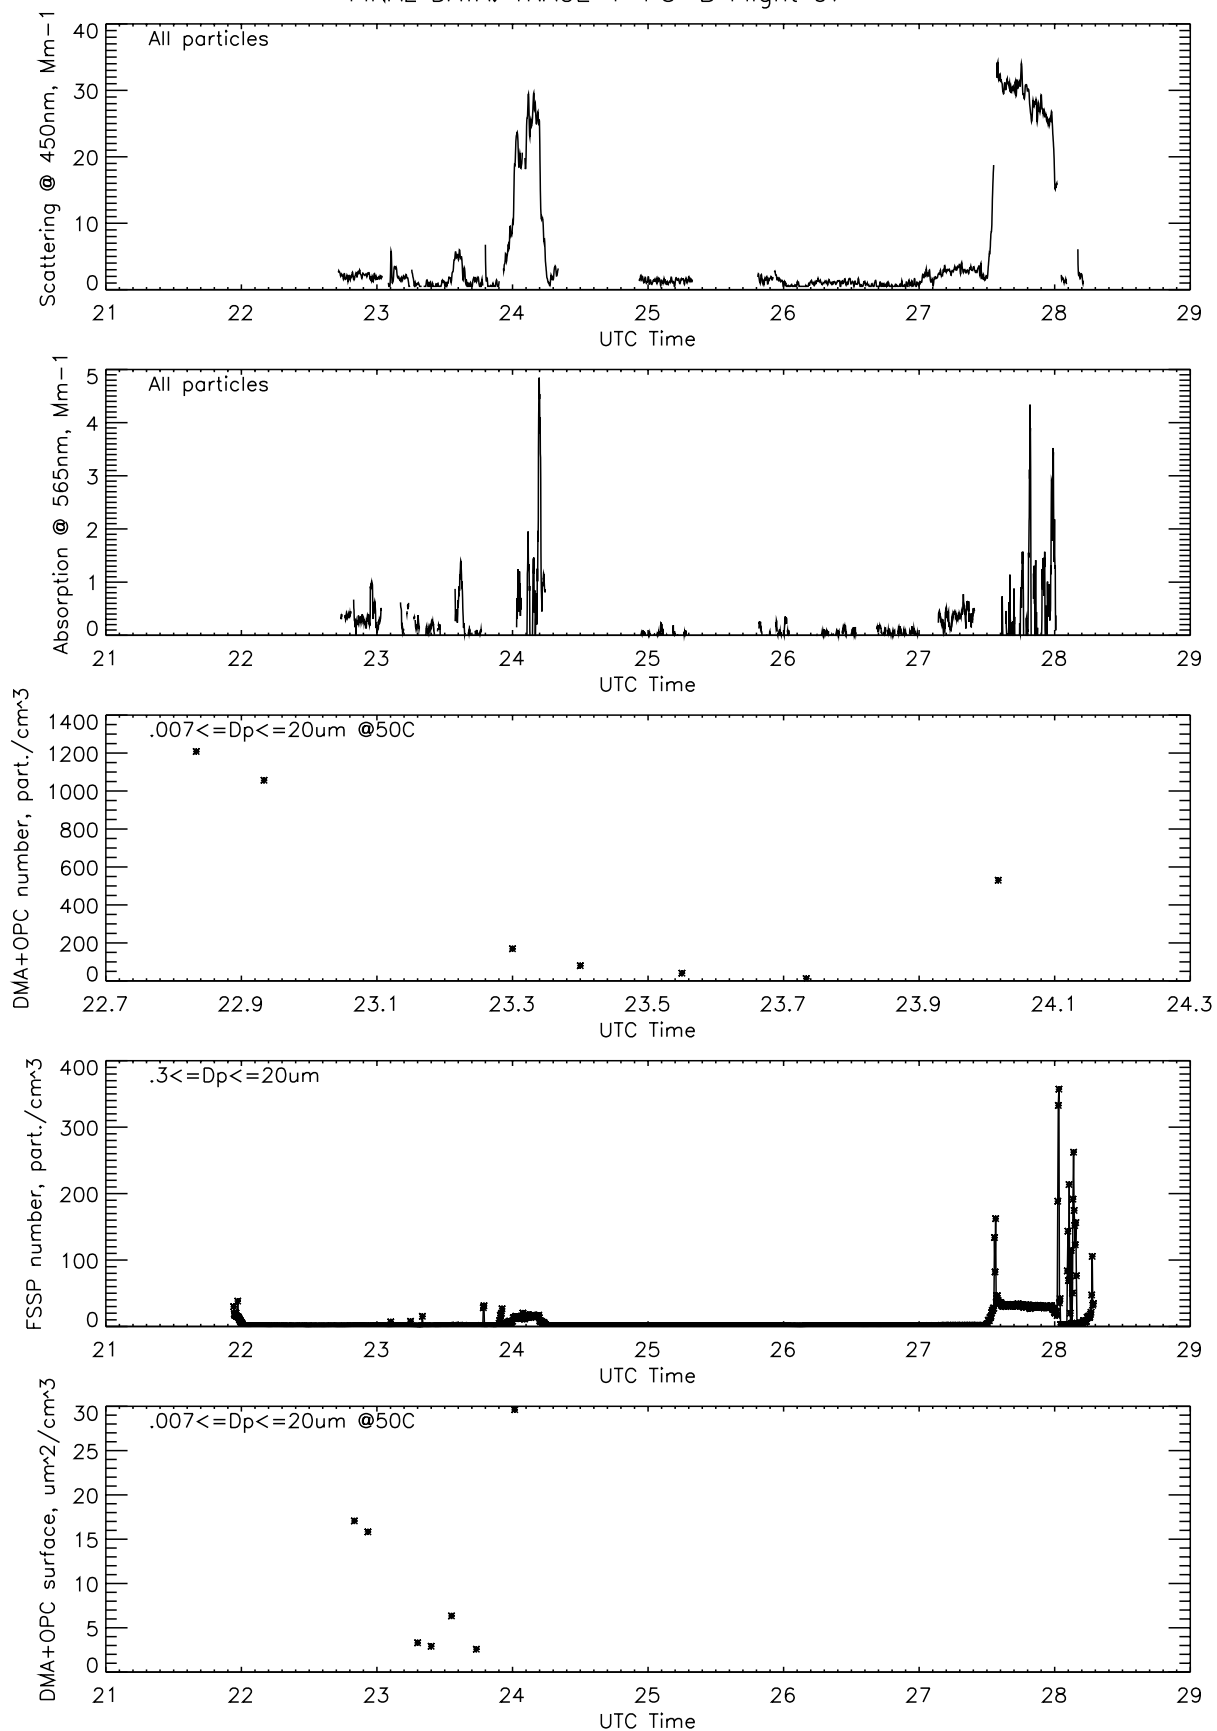 40
30
20
10
0
Scattering @ 450nm, Mm-1
All particles
21 22 23 24 25 26 27 28 29
UTC Time
5
4
3
2
1
0
Absorption @ 565nm, Mm-1
All particles
21 22 23 24 25 26 27 28 29
UTC Time
1400
1200
1000
800
600
400
200
0
DMA+OPC number, part./cm^3
.007<=Dp<=20um @50C
22.7 22.9 23.1 23.3 23.5 23.7 23.9 24.1 24.3
UTC Time
400
300
200
100
0
FSSP number, part./cm^3
.3<=Dp<=20um
21 22 23 24 25 26 27 28 29
UTC Time
30
25
20
15
10
5
0
DMA+OPC surface, um^2/cm^3
.007<=Dp<=20um @50C
21 22 23 24 25 26 27 28 29
UTC Time